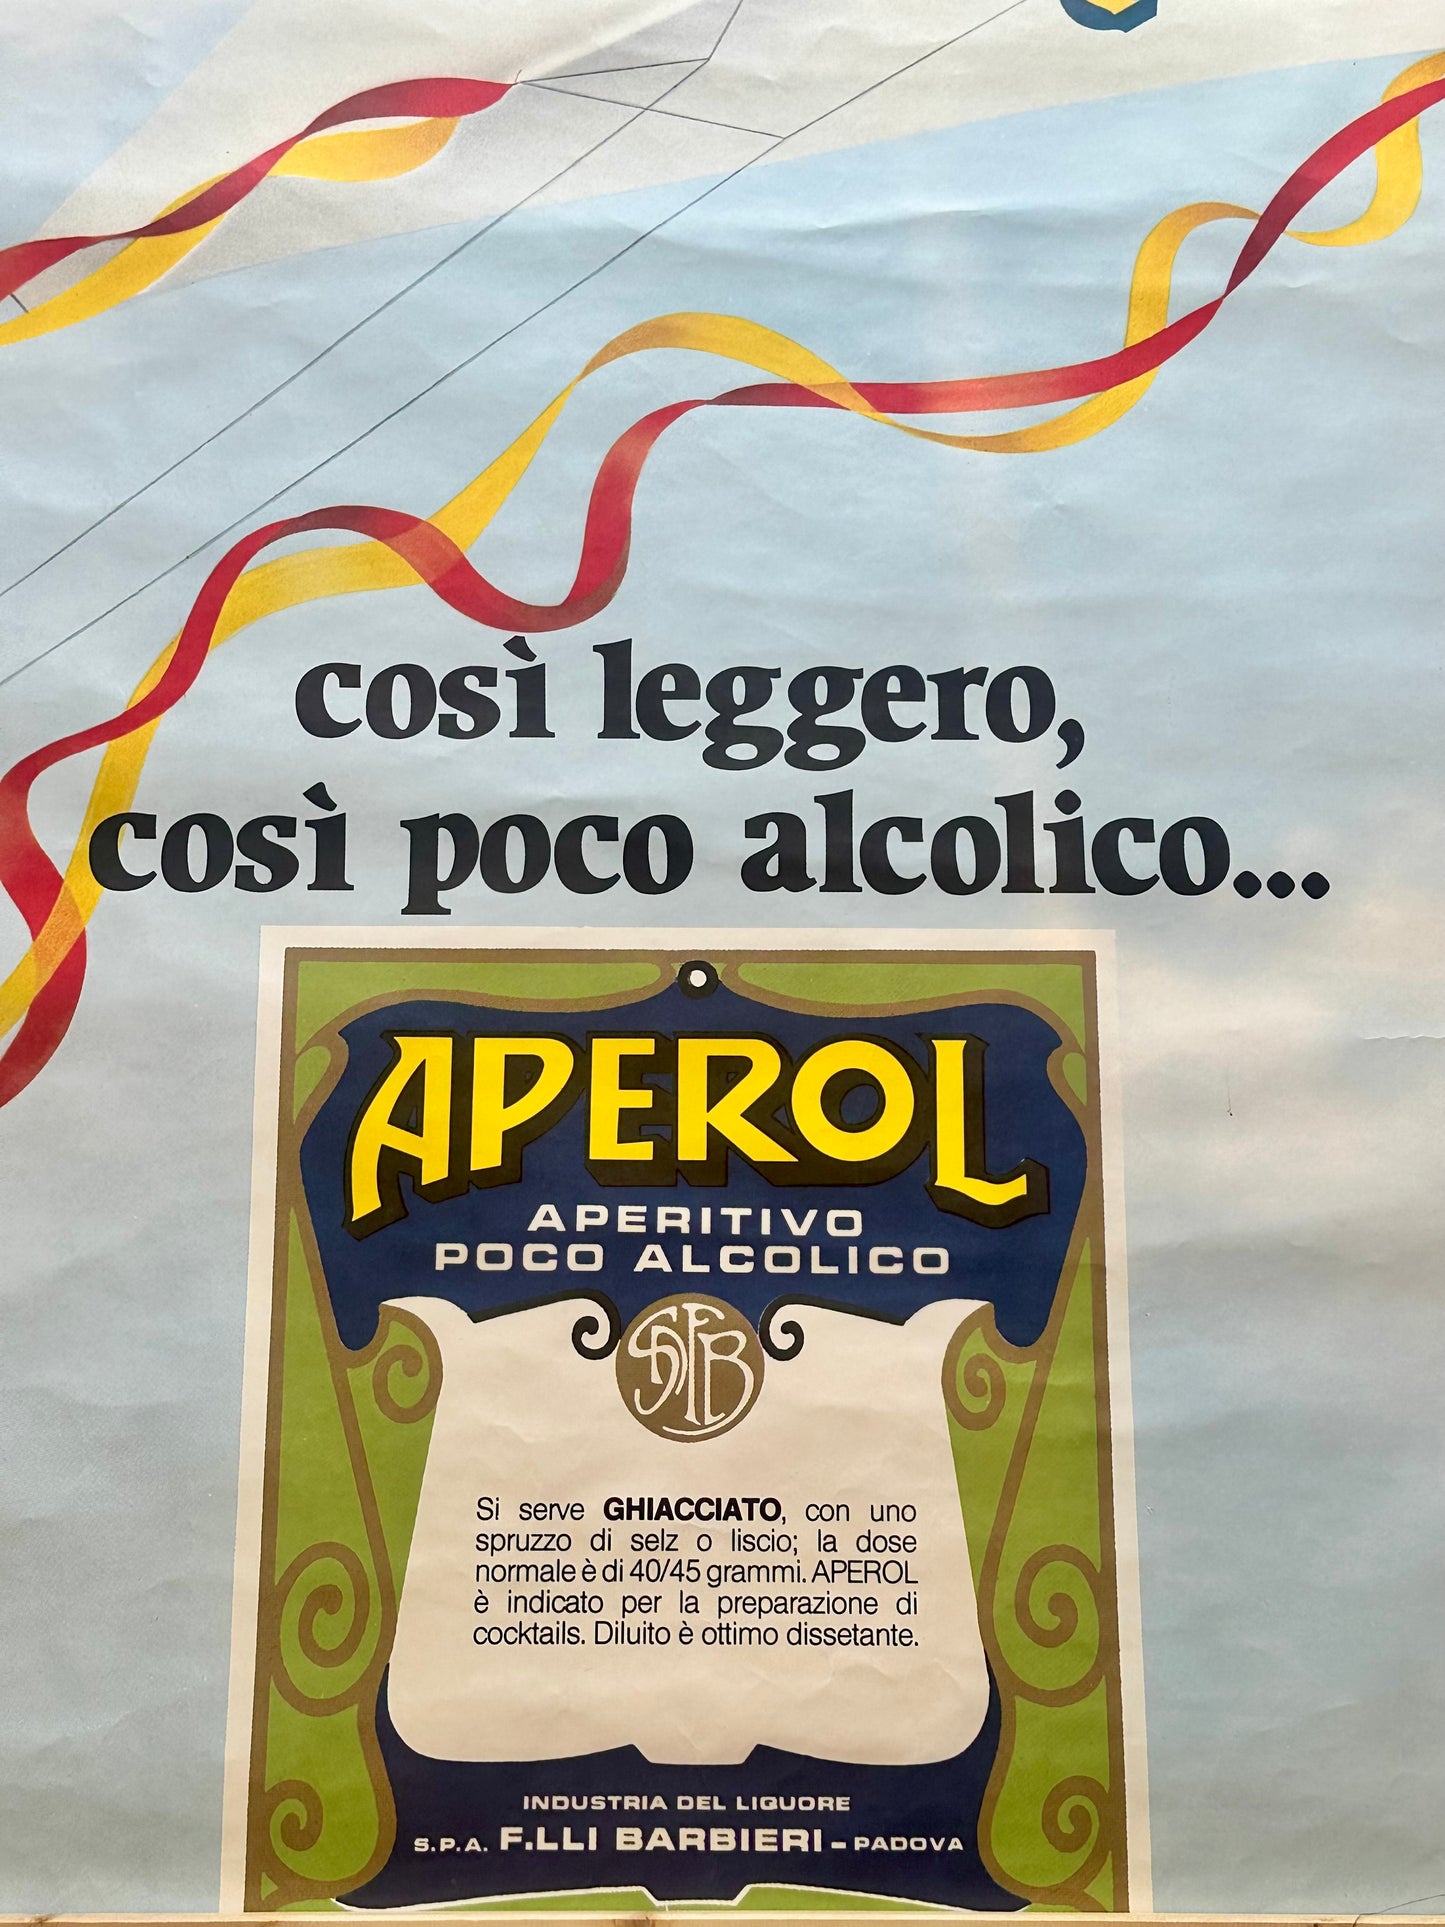 così leggero,
così poco alcolico...
APEROL
APERITIVO
POCO ALCOLICO
Si serve GHIACCIATO, con uno
spruzzo di selz o liscio; la dose
normale è di 40/45 grammi. APEROL
è indicato per la preparazione di
cocktails. Diluito è ottimo dissetante.
INDUSTRIA DEL LIQUORE
S.P.A. F.LLI BARBIERI - PADOVA